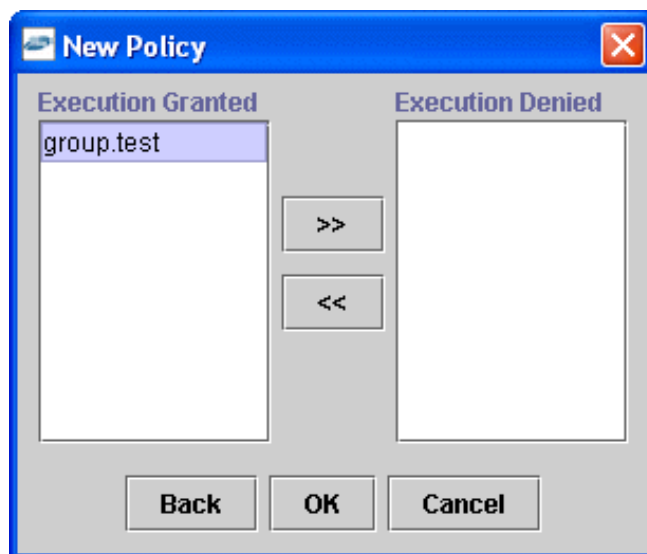 New Policy
Execution Granted
Execution Denied
group.test
>>
<<
Back
OK
Cancel